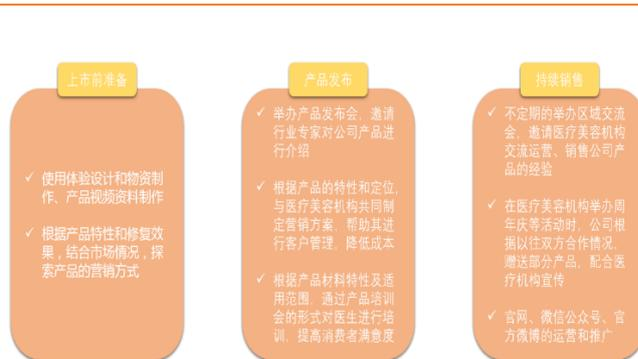 上市前准备
✓ 使用体验设计和物资制
作、产品视频资料制作
✓ 根据产品特性和修复效
果，结合市场情况，探
索产品的营销方式
产品发布
✓ 举办产品发布会，邀请
行业专家对公司产品进
行介绍
✓ 根据产品的特性和定位，
与医疗美容机构共同制
定营销方案，帮助其进
行客户管理，降低成本
✓ 根据产品材料特性及适
用范围，通过产品培训
会的形式对医生进行培
训，提高消费者满意度
持续销售
✓ 不定期的举办区域交流
会，邀请医疗美容机构
交流运营、销售公司产
品的经验
✓ 在医疗美容机构举办周
年庆等活动时，公司根
据以往双方合作情况，
赠送部分产品，配合医
疗机构宣传
✓ 官网、微信公众号、官
方微博的运营和推广